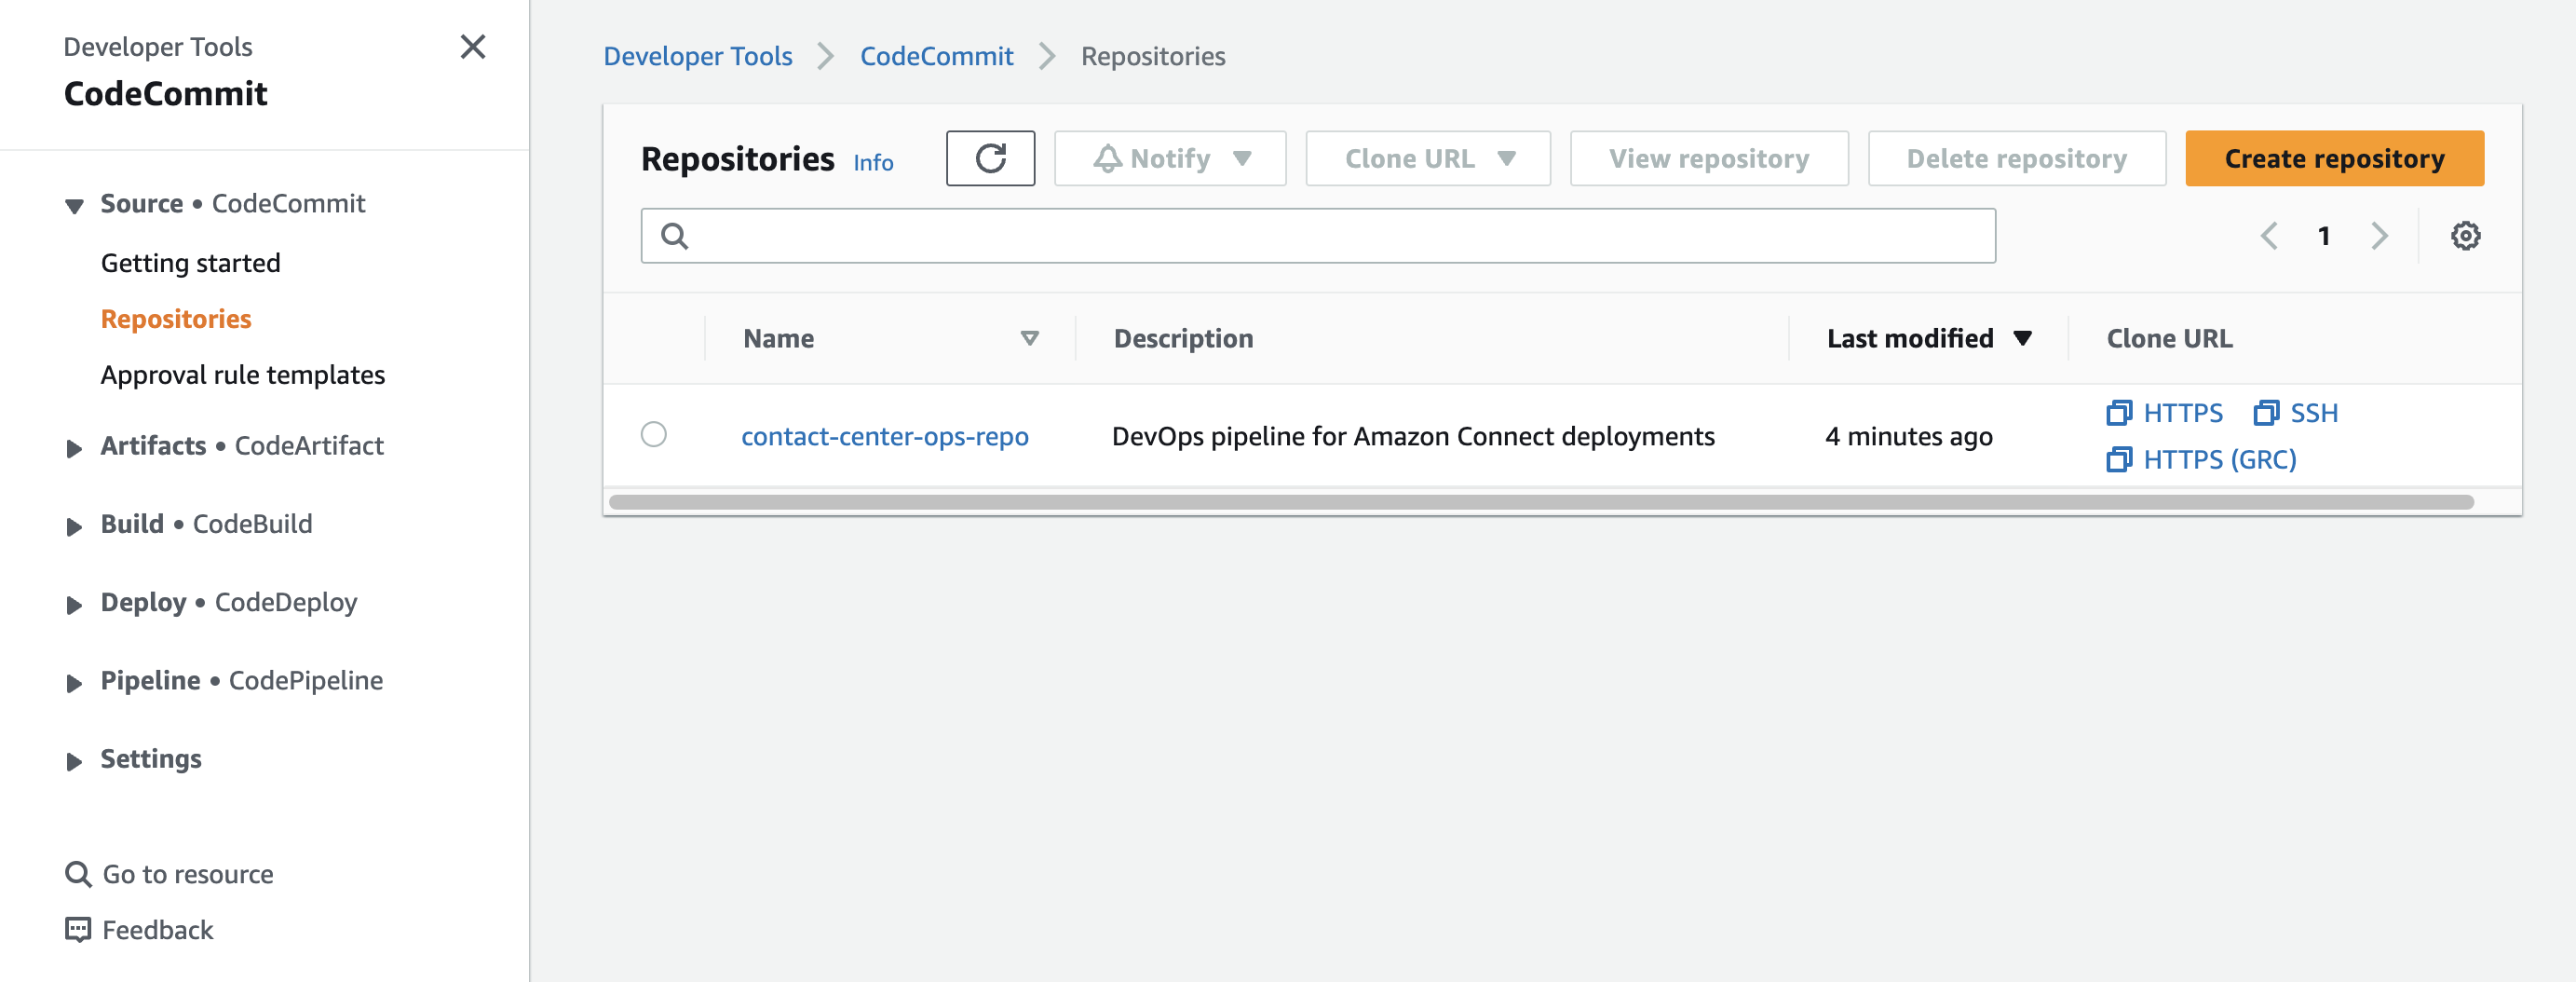 Developer Tools
CodeCommit
Source • CodeCommit
Getting started
Repositories
Approval rule templates
Artifacts • CodeArtifact
Build • CodeBuild
Deploy • CodeDeploy
Pipeline • CodePipeline
Settings
Go to resource
Feedback
Developer Tools CodeCommit Repositories
Repositories Info Notify Clone URL View repository Delete repository Create repository
1
Name Description Last modified Clone URL
contact-center-ops-repo DevOps pipeline for Amazon Connect deployments 4 minutes ago HTTPS SSH
HTTPS (GRC)